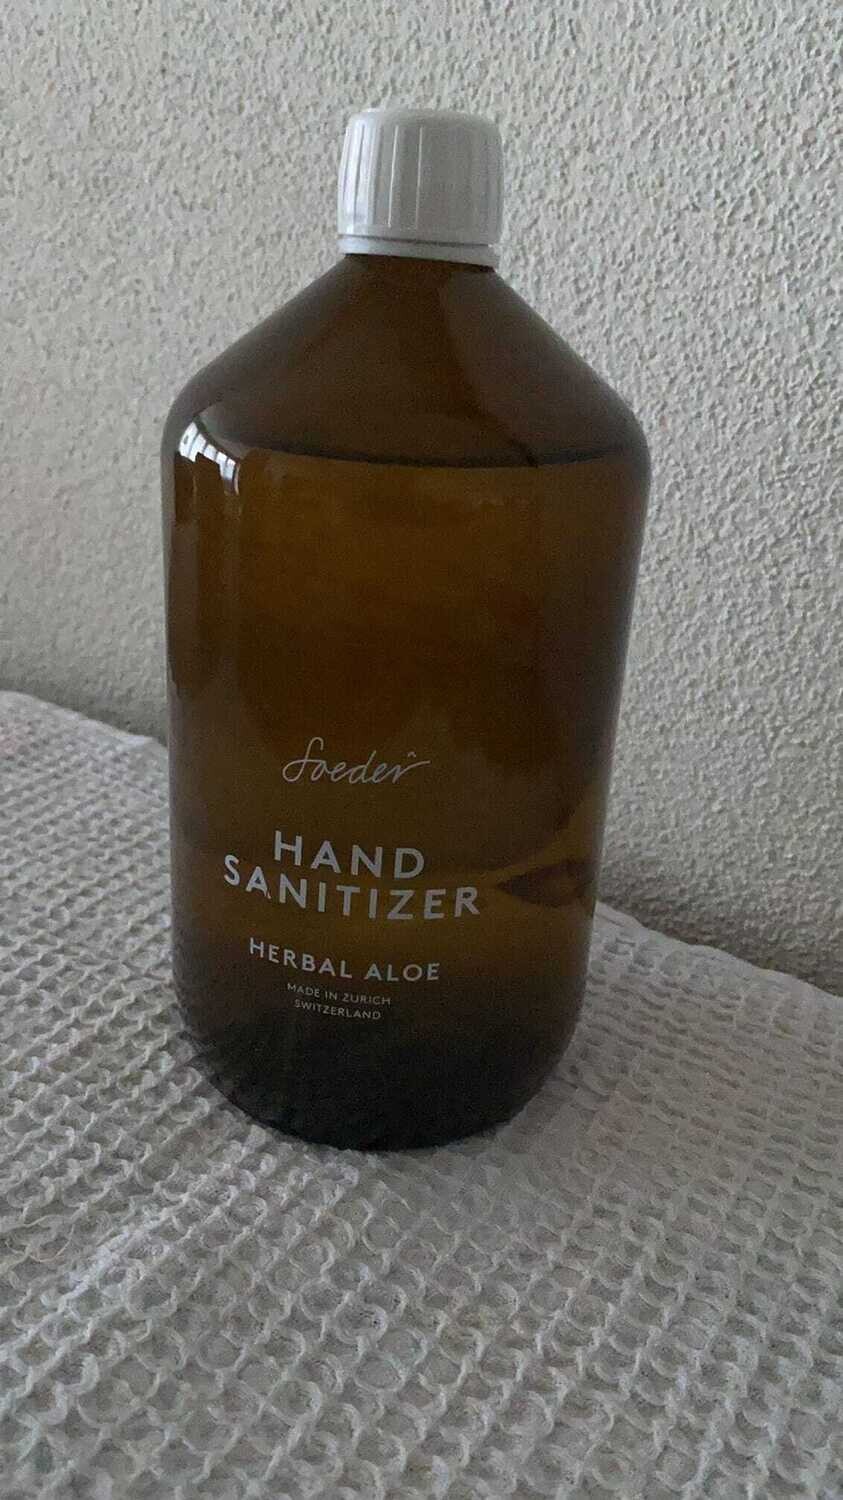 Soeder
HAND
SANITIZER
HERBAL ALOE
MADE IN ZURICH
SWITZERLAND